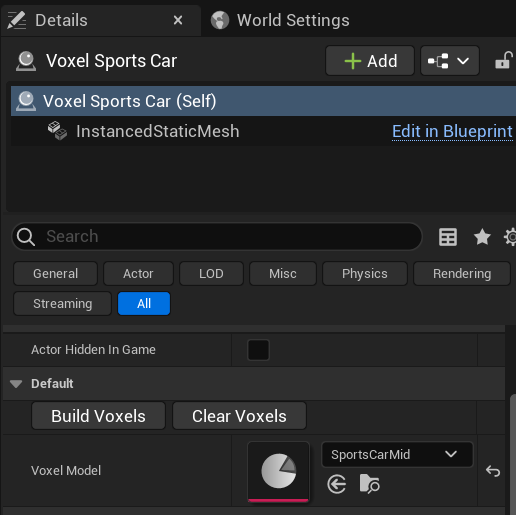 Details
World Settings
Voxel Sports Car
Add
Voxel Sports Car (Self)
InstancedStaticMesh
Edit in Blueprint
Search
General
Actor
LOD
Misc
Physics
Rendering
Streaming
All
Actor Hidden In Game
Default
Build Voxels
Clear Voxels
Voxel Model
SportsCarMid